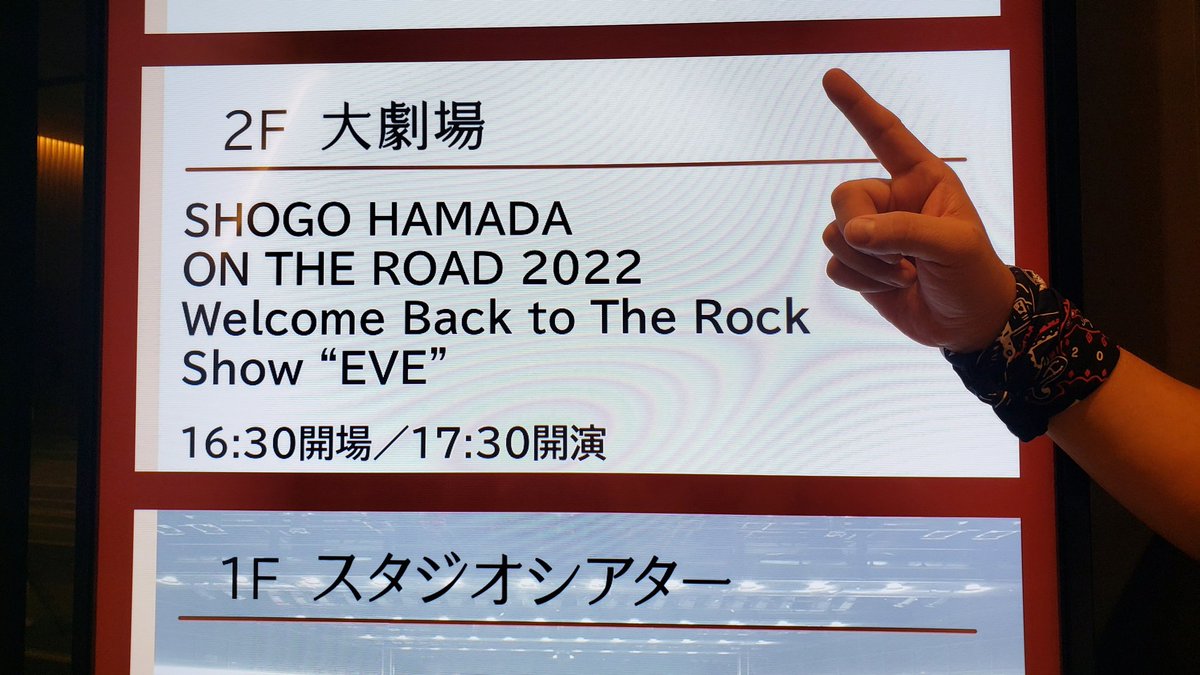 2F 大劇場
SHOGO HAMADA
ON THE ROAD 2022
Welcome Back to The Rock
Show “EVE”
16:30開場／17:30開演
1F スタジオシアター
20